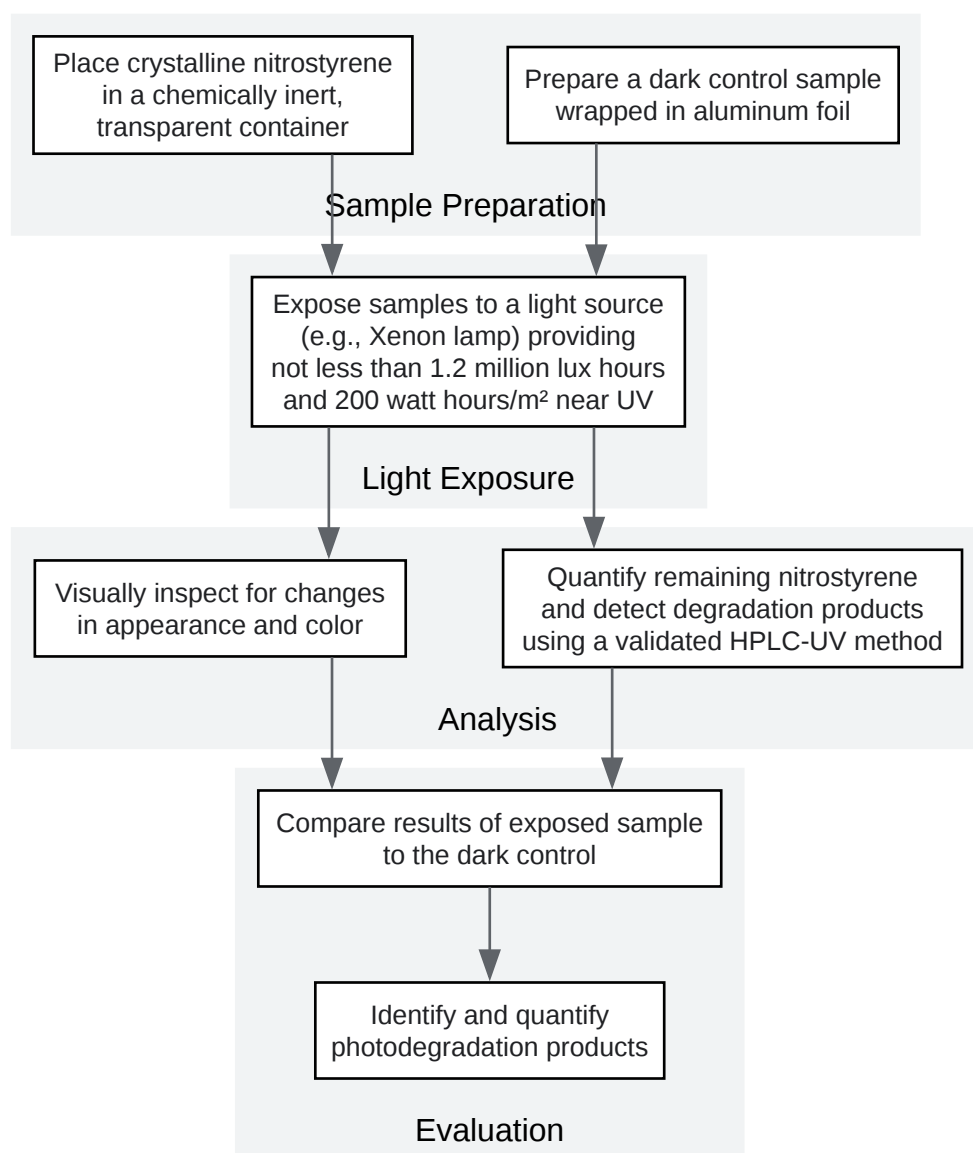 Place crystalline nitrostyrene
in a chemically inert,
transparent container
Prepare a dark control sample
wrapped in aluminum foil
Sample Preparation
Expose samples to a light source
(e.g., Xenon lamp) providing
not less than 1.2 million lux hours
and 200 watt hours/m² near UV
Light Exposure
Visually inspect for changes
in appearance and color
Quantify remaining nitrostyrene
and detect degradation products
using a validated HPLC-UV method
Analysis
Compare results of exposed sample
to the dark control
Identify and quantify
photodegradation products
Evaluation